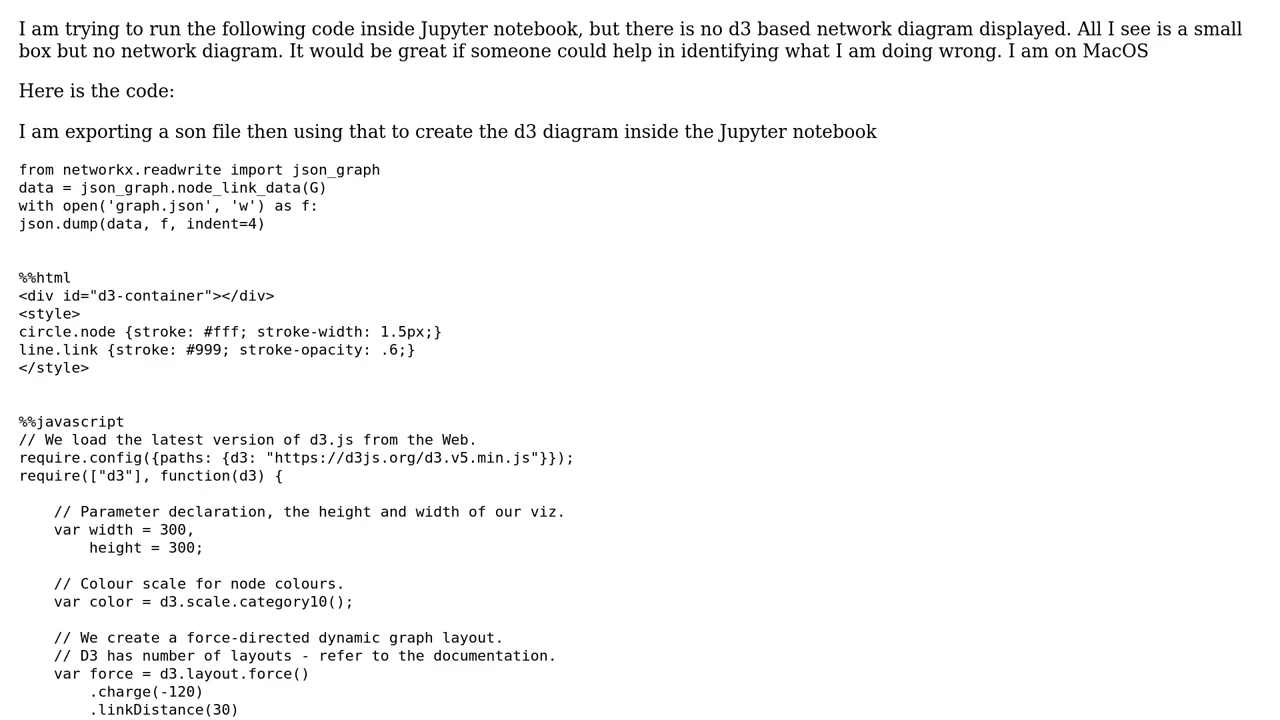 I am trying to run the following code inside Jupyter notebook, but there is no d3 based network diagram displayed. All I see is a small
box but no network diagram. It would be great if someone could help in identifying what I am doing wrong. I am on MacOS
Here is the code:
I am exporting a son file then using that to create the d3 diagram inside the Jupyter notebook
from networkx.readwrite import json_graph
data = json_graph.node_link_data(G)
with open('graph.json', 'w') as f:
json.dump(data, f, indent=4)
%%html
<div id="d3-container"></div>
<style>
circle.node {stroke: #fff; stroke-width: 1.5px;}
line.link {stroke: #999; stroke-opacity: .6;}
</style>
%%javascript
// We load the latest version of d3.js from the Web.
require.config({paths: {d3: "https://d3js.org/d3.v5.min.js"}});
require(["d3"], function(d3) {
    // Parameter declaration, the height and width of our viz.
    var width = 300,
        height = 300;
    // Colour scale for node colours.
    var color = d3.scale.category10();
    // We create a force-directed dynamic graph layout.
    // D3 has number of layouts - refer to the documentation.
    var force = d3.layout.force()
        .charge(-120)
        .linkDistance(30)